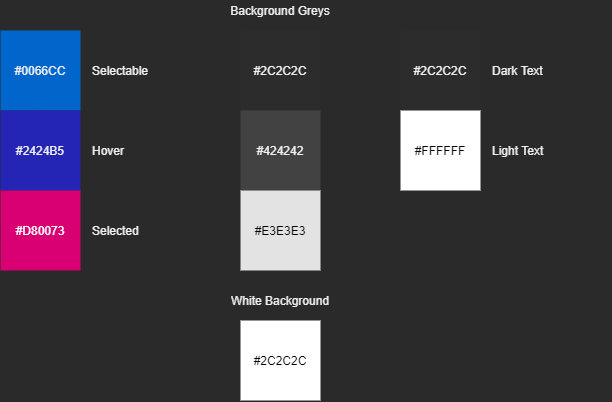 Background Greys
#0066CC
Selectable
#2C2C2C
#2C2C2C
Dark Text
#2424B5
Hover
#424242
#FFFFFF
Light Text
#D80073
Selected
#E3E3E3
White Background
#2C2C2C